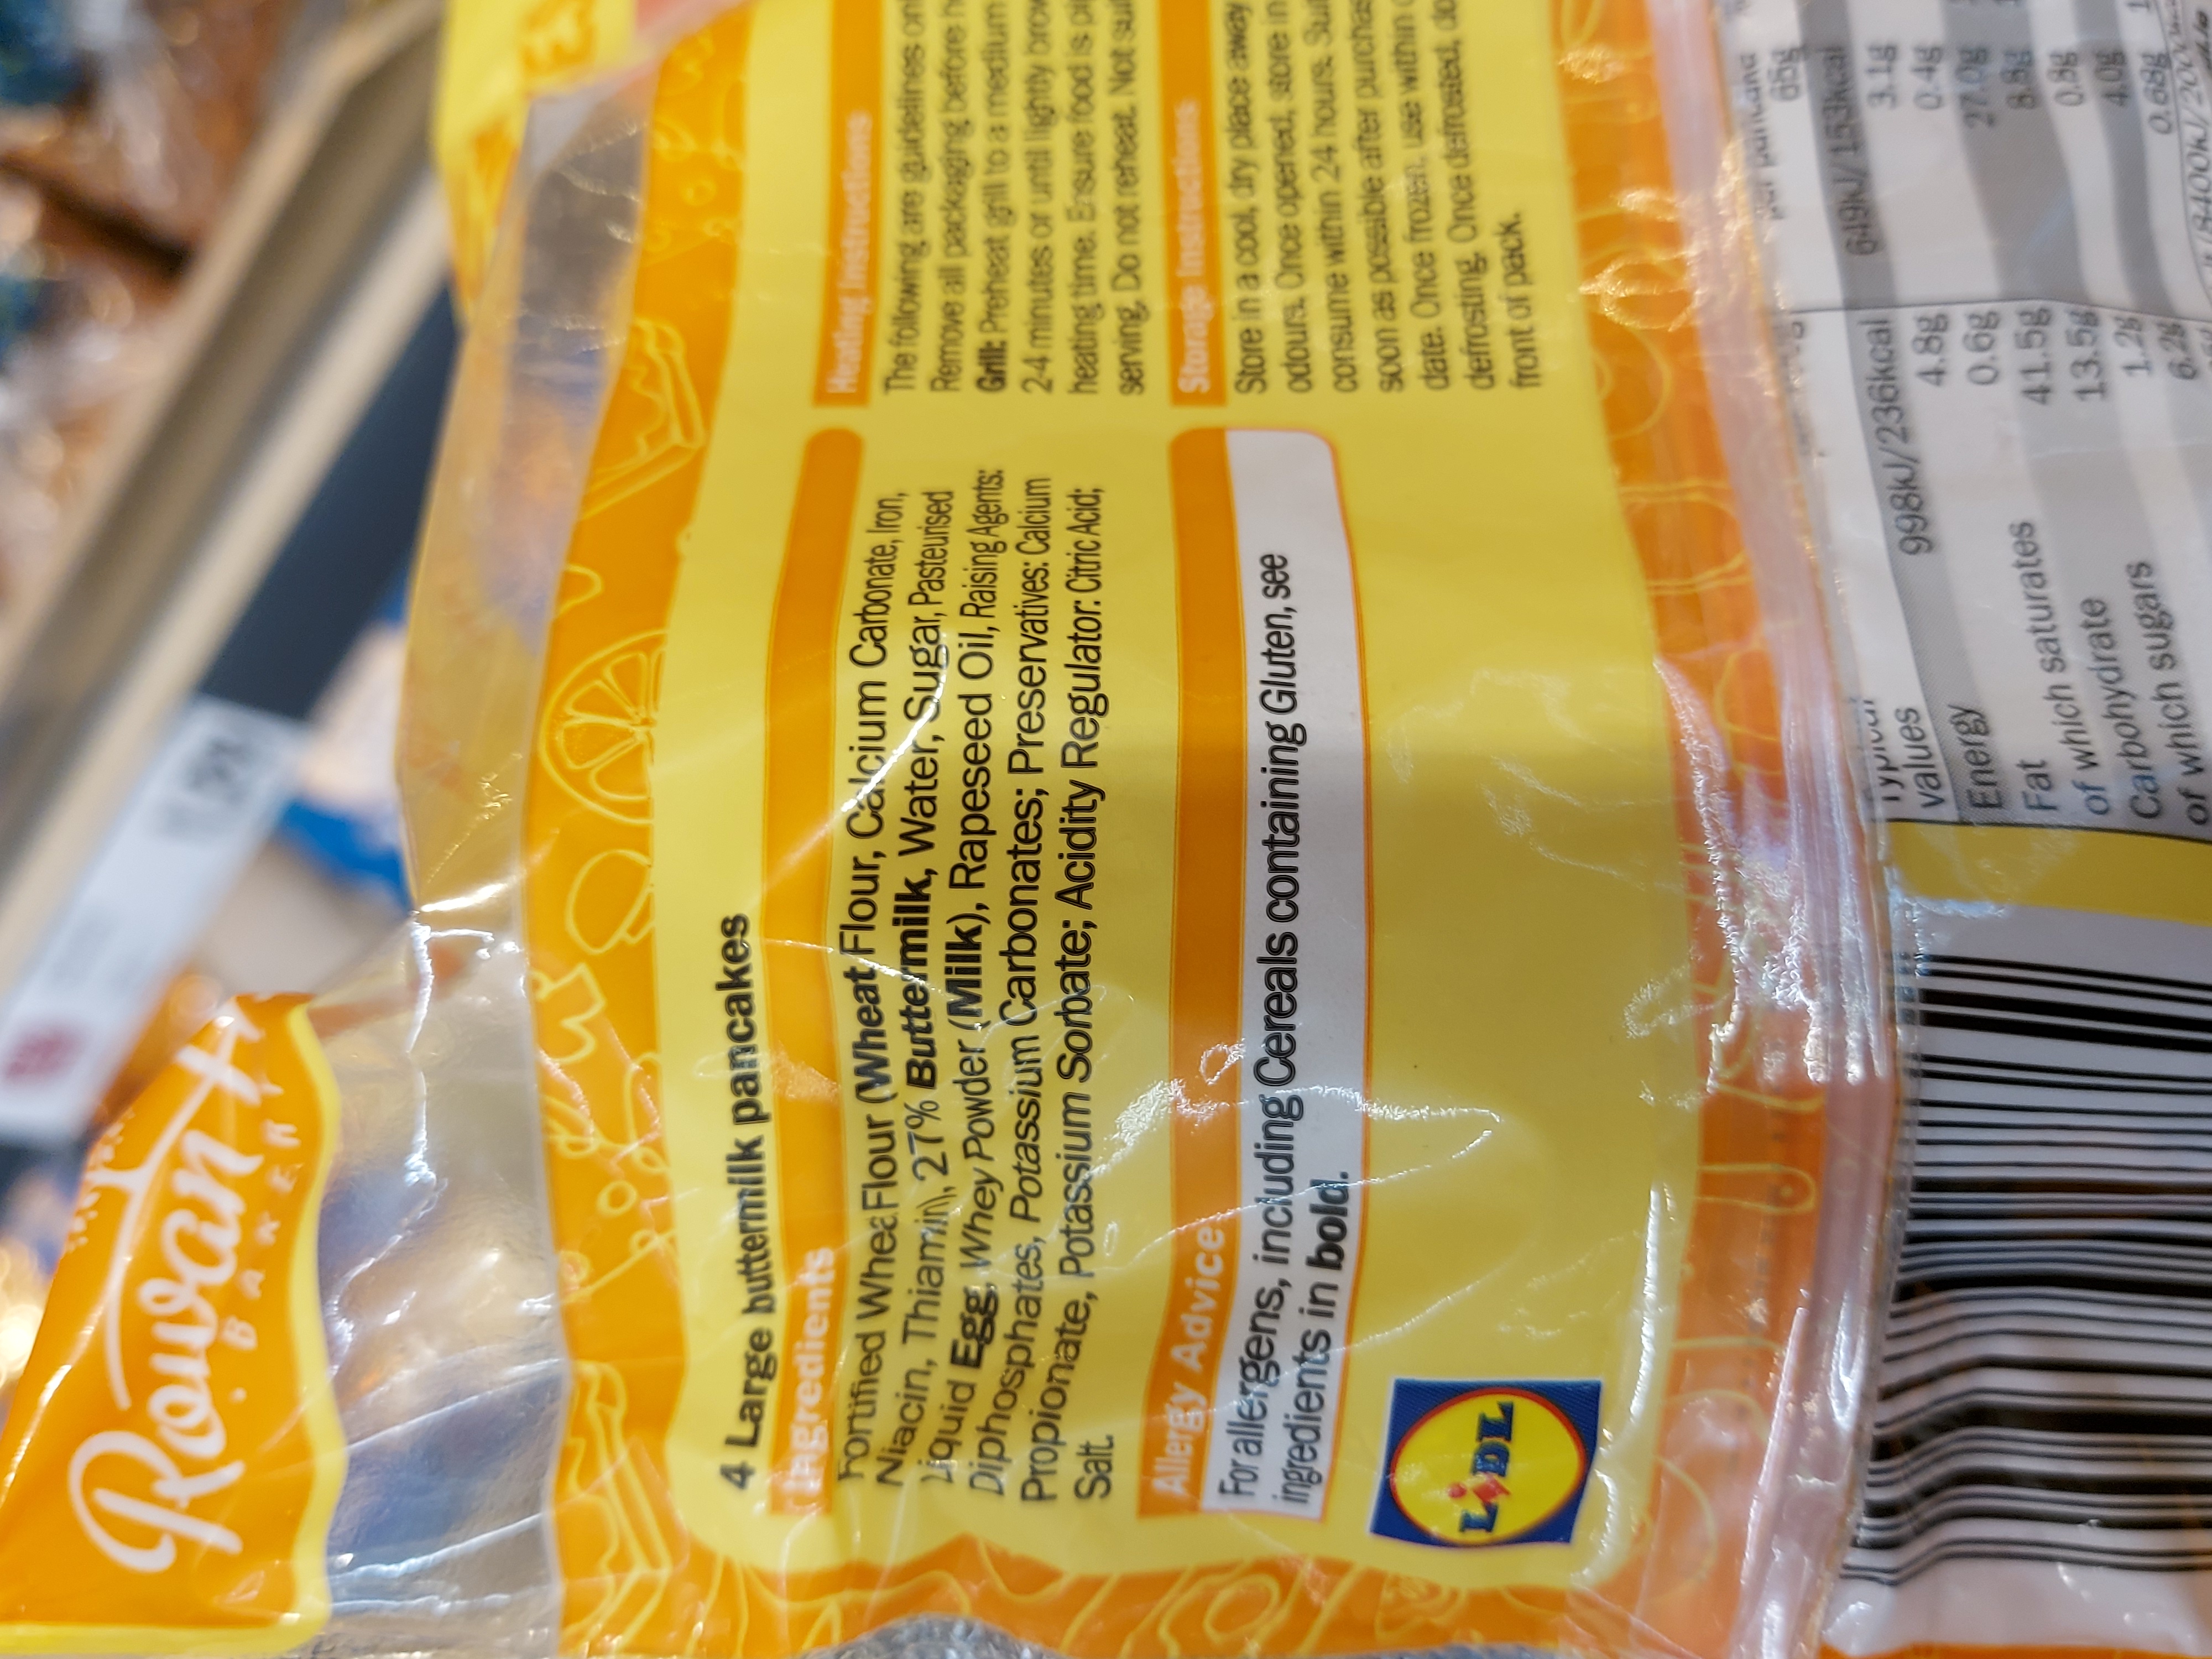 Rowan
BAKERY
4 Large buttermilk pancakes
Ingredients
Fortified Wheat Flour (Wheat Flour, Calcium Carbonate, Iron,
Niacin, Thiamin), 27% Buttermilk, Water, Sugar, Pasteurised
Liquid Egg, Whey Powder (Milk), Rapeseed Oil, Raising Agents:
Diphosphates, Potassium Carbonates; Preservatives: Calcium
Propionate, Potassium Sorbate; Acidity Regulator: Citric Acid;
Salt.
Allergy Advice
For allergens, including Cereals containing Gluten, see
ingredients in bold.
LIDL
Heating Instructions
The following are guidelines
Remove all packaging before
Grill: Preheat grill to a medium
2-4 minutes or until lightly
heating time. Ensure food is
serving. Do not reheat. Not
Storage Instructions
Store in a cool, dry place away
odours. Once opened, store in
consume within 24 hours.
soon as possible after
date. Once frozen, use within
defrosting. Once defrosted,
front of pack.
per pancake
65g
Typical
values
Energy 998kJ/236kcal 649kJ/153kcal
Fat 4.8g 3.1g
of which saturates 0.6g 0.4g
Carbohydrate 41.5g 27.0g
of which sugars 13.5g 8.8g
1.2g 0.8g
6.2g 4.0g
0.68g